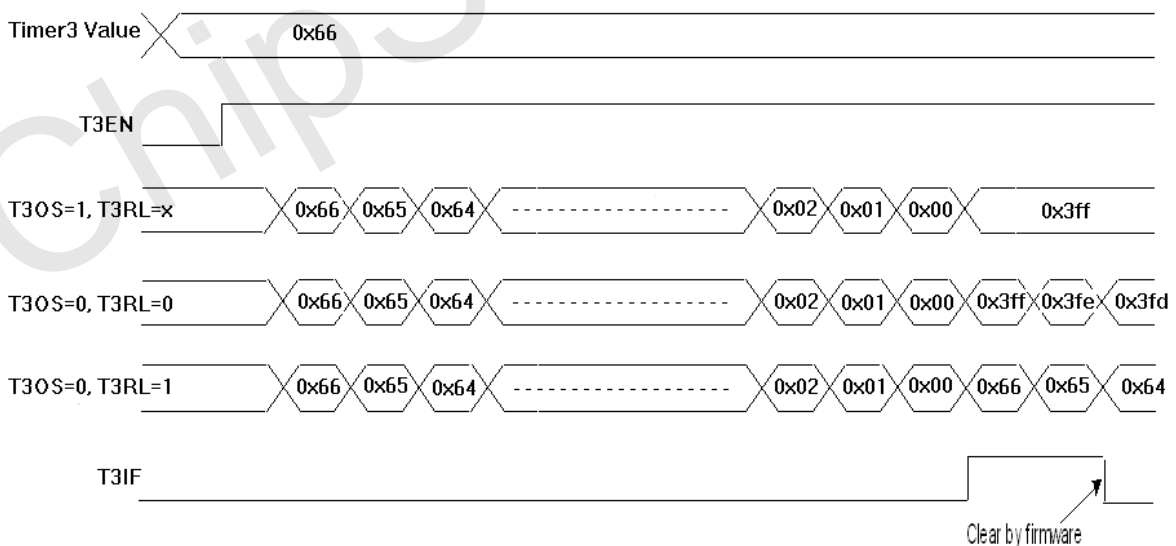 Timer3 Value 0x66
T3EN
T3OS=1, T3RL=x 0x66 0x65 0x64 0x02 0x01 0x00 0x3ff
T3OS=0, T3RL=0 0x66 0x65 0x64 0x02 0x01 0x00 0x3ff 0x3fe 0x3fd
T3OS=0, T3RL=1 0x66 0x65 0x64 0x02 0x01 0x00 0x66 0x65 0x64
T3IF
Clear by firmware